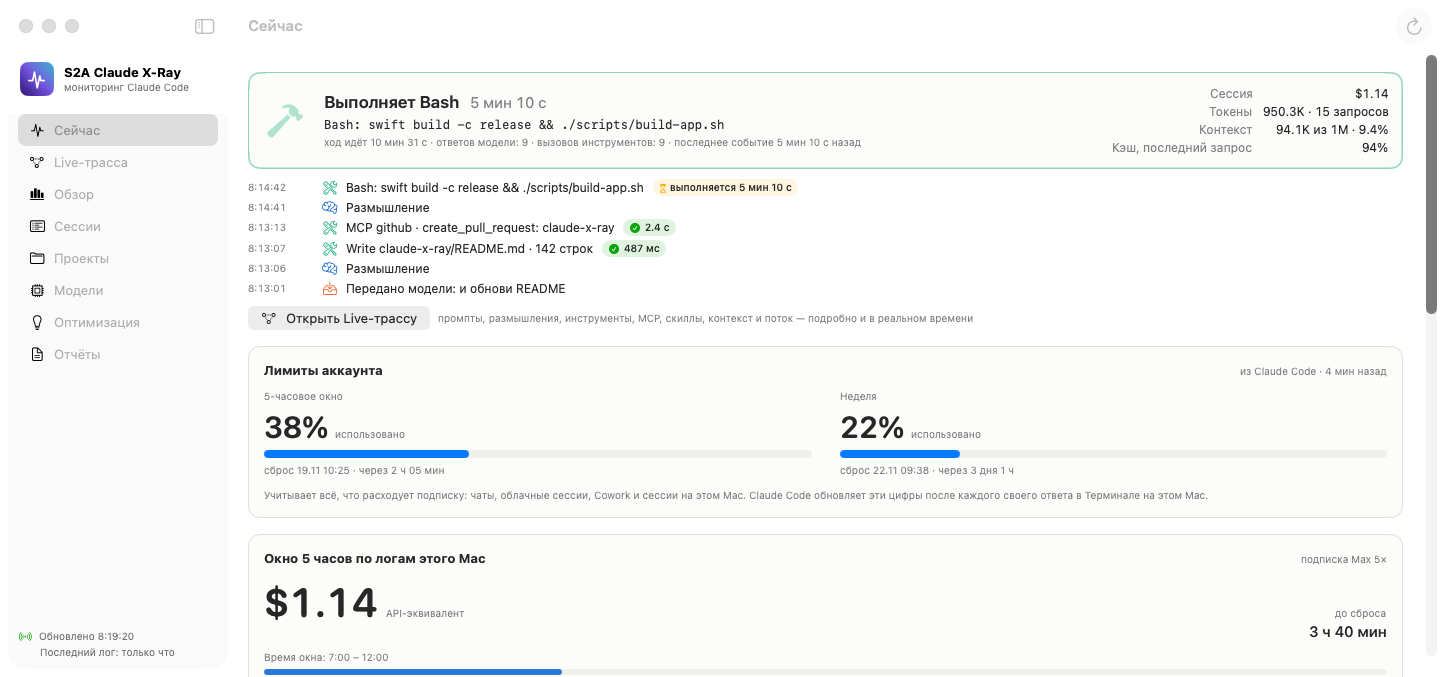 Сейчас
S2A Claude X-Ray
мониторинг Claude Code
Сейчас
Live-трасса
Обзор
Сессии
Проекты
Модели
Оптимизация
Отчёты
Обновлено 8:19:20
Последний лог: только что
Выполняет Bash 5 мин 10 с
Bash: swift build -c release && ./scripts/build-app.sh
ход идёт 10 мин 31 с · ответов модели: 9 · вызовов инструментов: 9 · последнее событие 5 мин 10 с назад
Сессия $1.14
Токены 950.3K · 15 запросов
Контекст 94.1K из 1M · 9.4%
Кэш, последний запрос 94%
8:14:42 Bash: swift build -c release && ./scripts/build-app.sh выполняется 5 мин 10 с
8:14:41 Размышление
8:13:13 MCP github · create_pull_request: claude-x-ray 2.4 с
8:13:07 Write claude-x-ray/README.md · 142 строк 487 мс
8:13:06 Размышление
8:13:01 Передано модели: и обнови README
Открыть Live-трассу промпты, размышления, инструменты, MCP, скиллы, контекст и поток — подробно и в реальном времени
Лимиты аккаунта из Claude Code · 4 мин назад
5-часовое окно
38% использовано
сброс 19.11 10:25 · через 2 ч 05 мин
Неделя
22% использовано
сброс 22.11 09:38 · через 3 дня 1 ч
Учитывает всё, что расходует подписку: чаты, облачные сессии, Cowork и сессии на этом Mac. Claude Code обновляет эти цифры после каждого своего ответа в Терминале на этом Mac.
Окно 5 часов по логам этого Mac подписка Max 5×
$1.14 API-эквивалент
до сброса
3 ч 40 мин
Время окна: 7:00 – 12:00